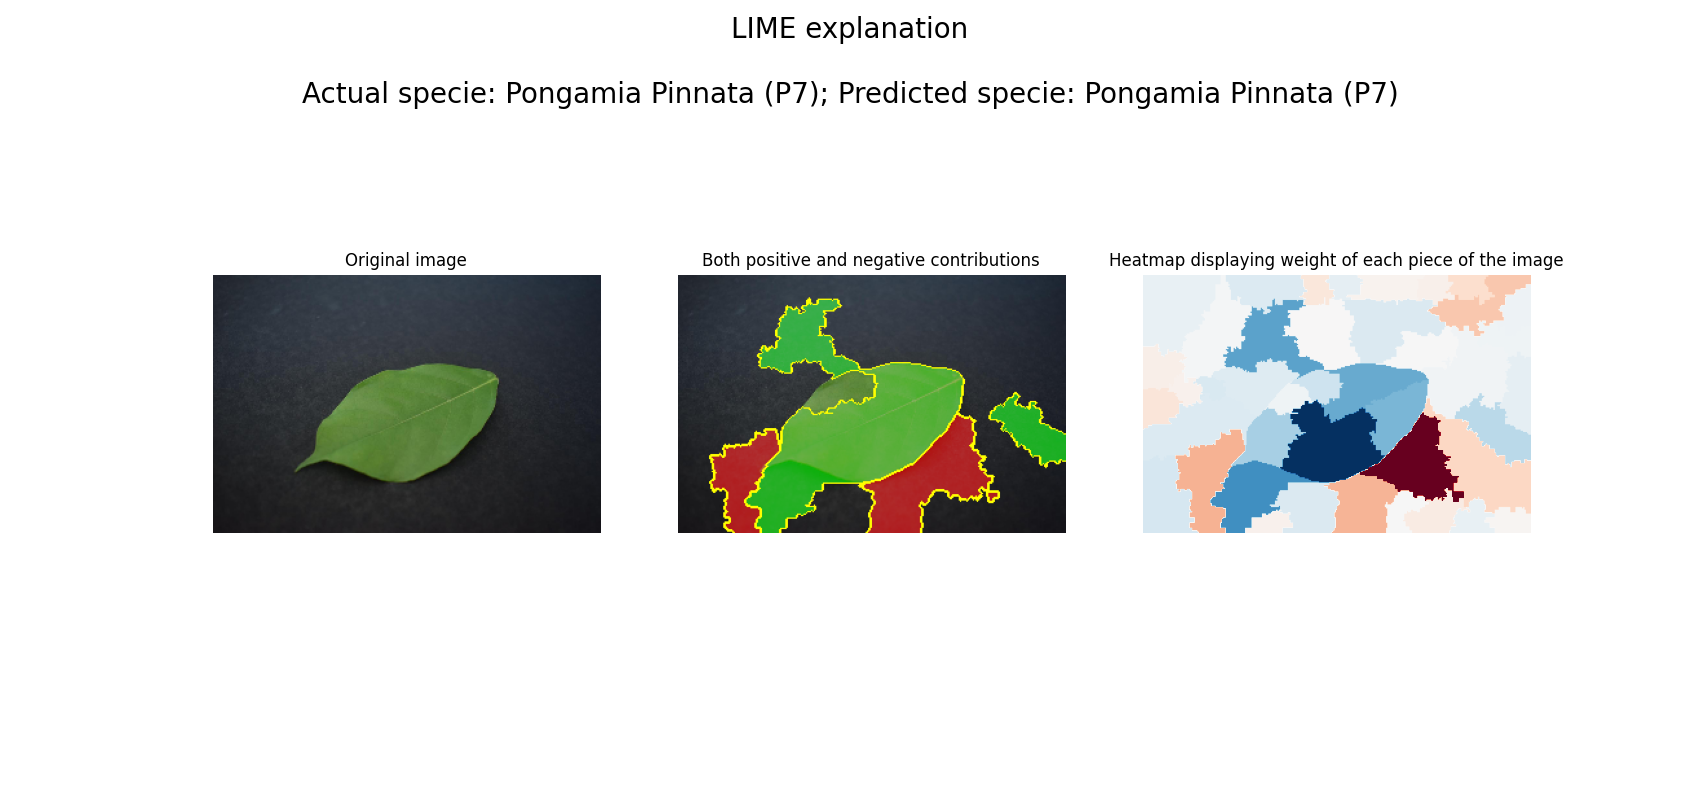 LIME explanation
Actual specie: Pongamia Pinnata (P7); Predicted specie: Pongamia Pinnata (P7)
Original image
Both positive and negative contributions
Heatmap displaying weight of each piece of the image